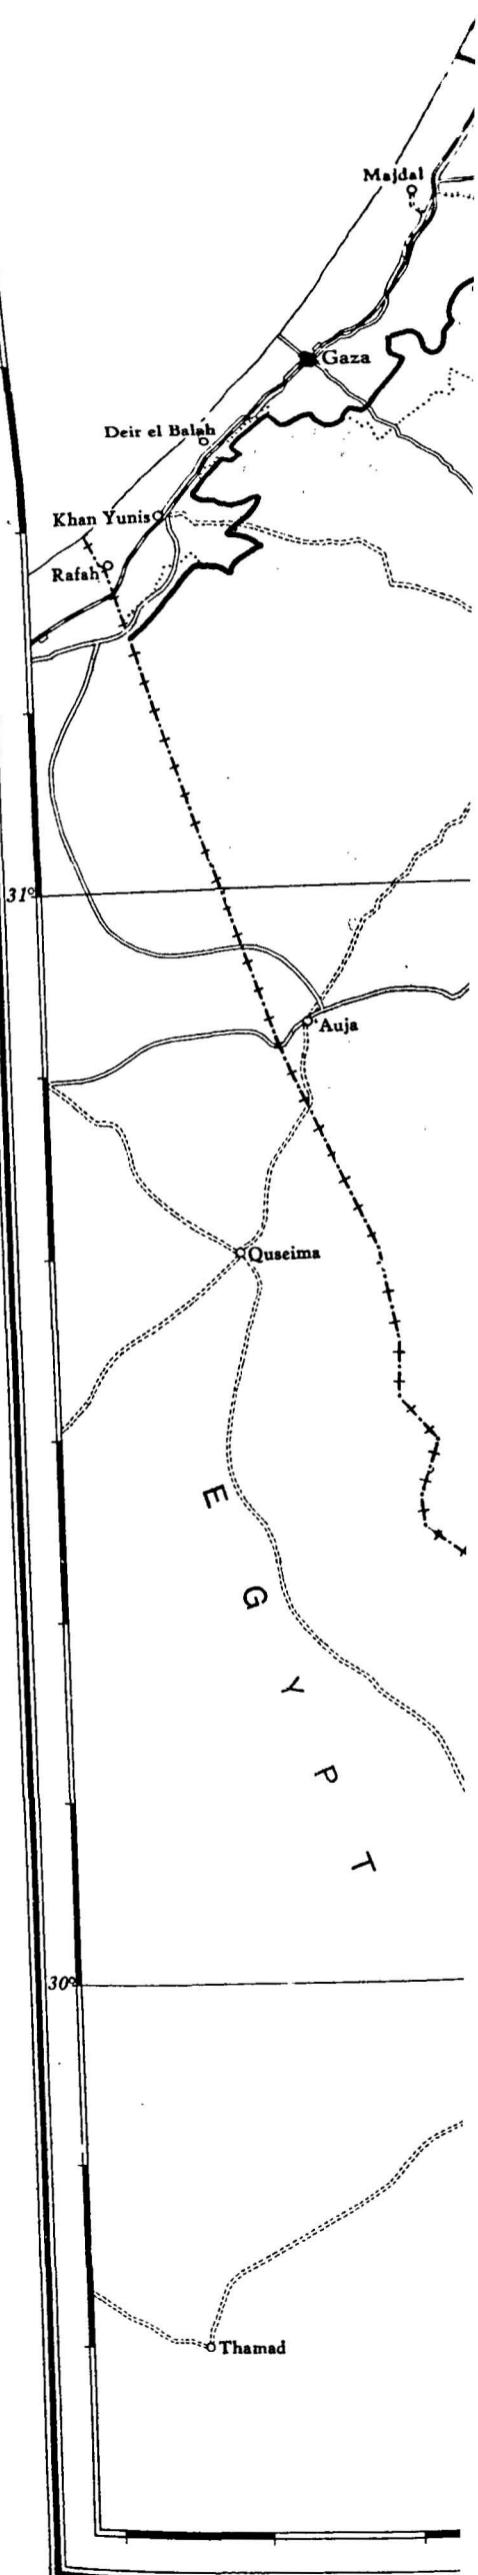 Majdal
Gaza
Deir el Balah
Khan Yunis
Rafah
31°
Auja
Quseima
E
G
Y
P
T
30°
Thamad